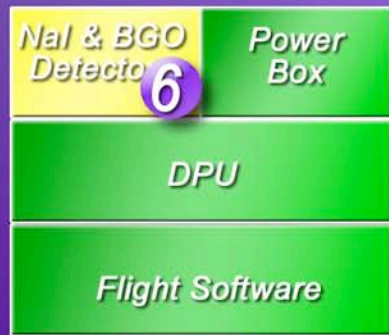 NaI & BGO
Detecto
6
Power
Box
DPU
Flight Software